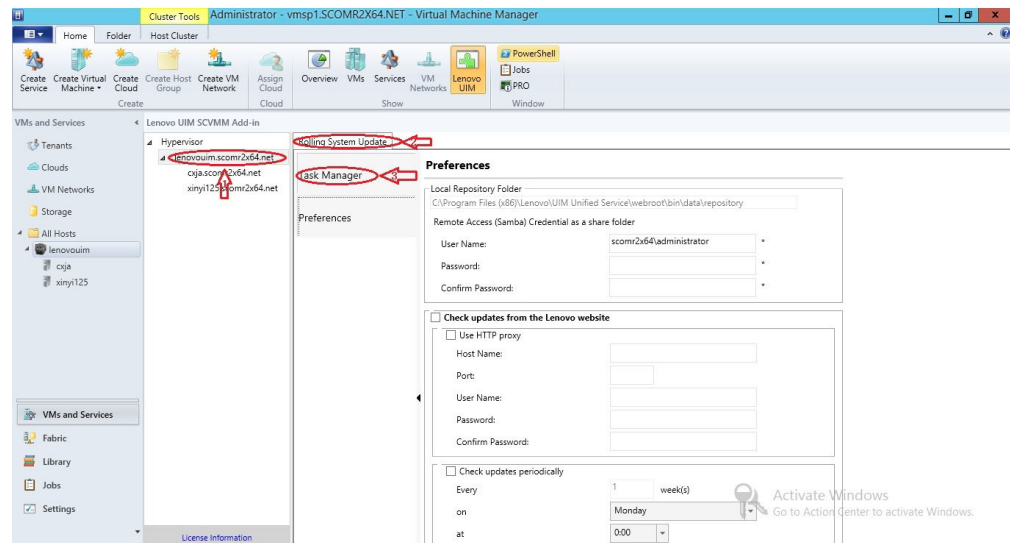 Cluster Tools Administrator - vmsp1.SCOMR2X64.NET - Virtual Machine Manager
Home Folder Host Cluster
Create Service
Create Virtual Machine
Create Cloud
Create Host Group
Create VM Network
Assign Cloud
Overview
VMs
Services
VM Networks
Lenovo UIM
PowerShell
Jobs
PRO
Create Cloud Show Window
VMs and Services
Tenants
Clouds
VM Networks
Storage
All Hosts
lenovouim
cxja
xinyi125
VMs and Services
Fabric
Library
Jobs
Settings
Lenovo UIM SCVMM Add-in
Hypervisor
lenovouim.scomr2x64.net
cxja.scomr2x64.net
xinyi125.scomr2x64.net
1
License Information
Rolling System Update 2
Task Manager 3
Preferences
Preferences
Local Repository Folder
C:\Program Files (x86)\Lenovo\UIM Unified Service\webroot\bin\data\repository
Remote Access (Samba) Credential as a share folder
User Name: scomr2x64\administrator *
Password: *
Confirm Password: *
Check updates from the Lenovo website
Use HTTP proxy
Host Name:
Port:
User Name:
Password:
Confirm Password:
Check updates periodically
Every 1 week(s)
on Monday
at 0:00
Activate Windows
Go to Action Center to activate Windows.